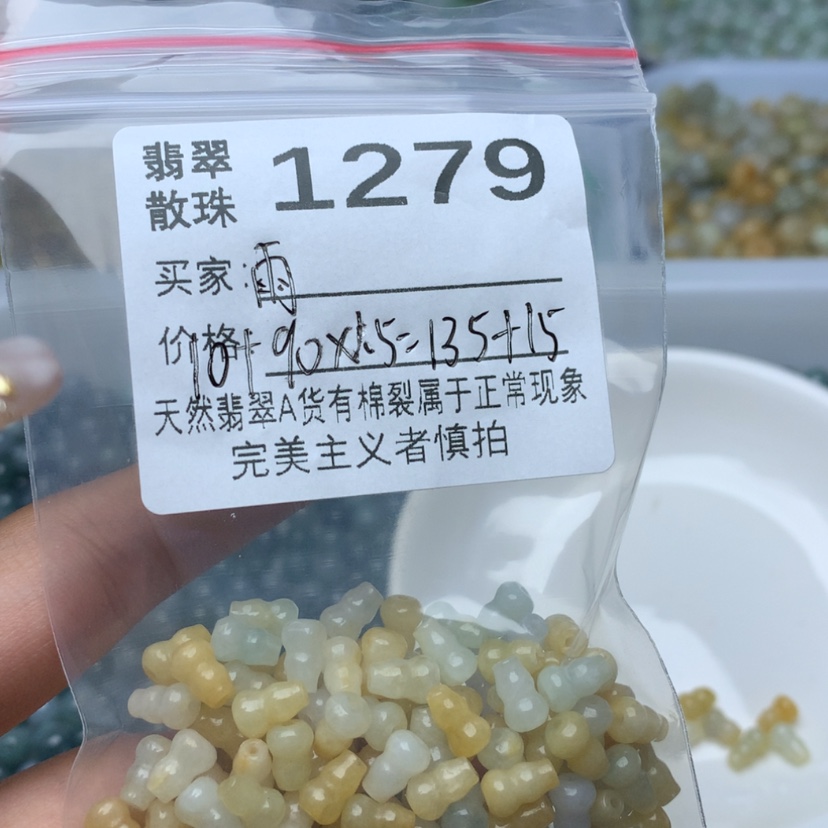 翡翠 1279
散珠
买家:雨
价格: 101 90x1.5=135+15
天然翡翠A货有棉裂属于正常现象
完美主义者慎拍